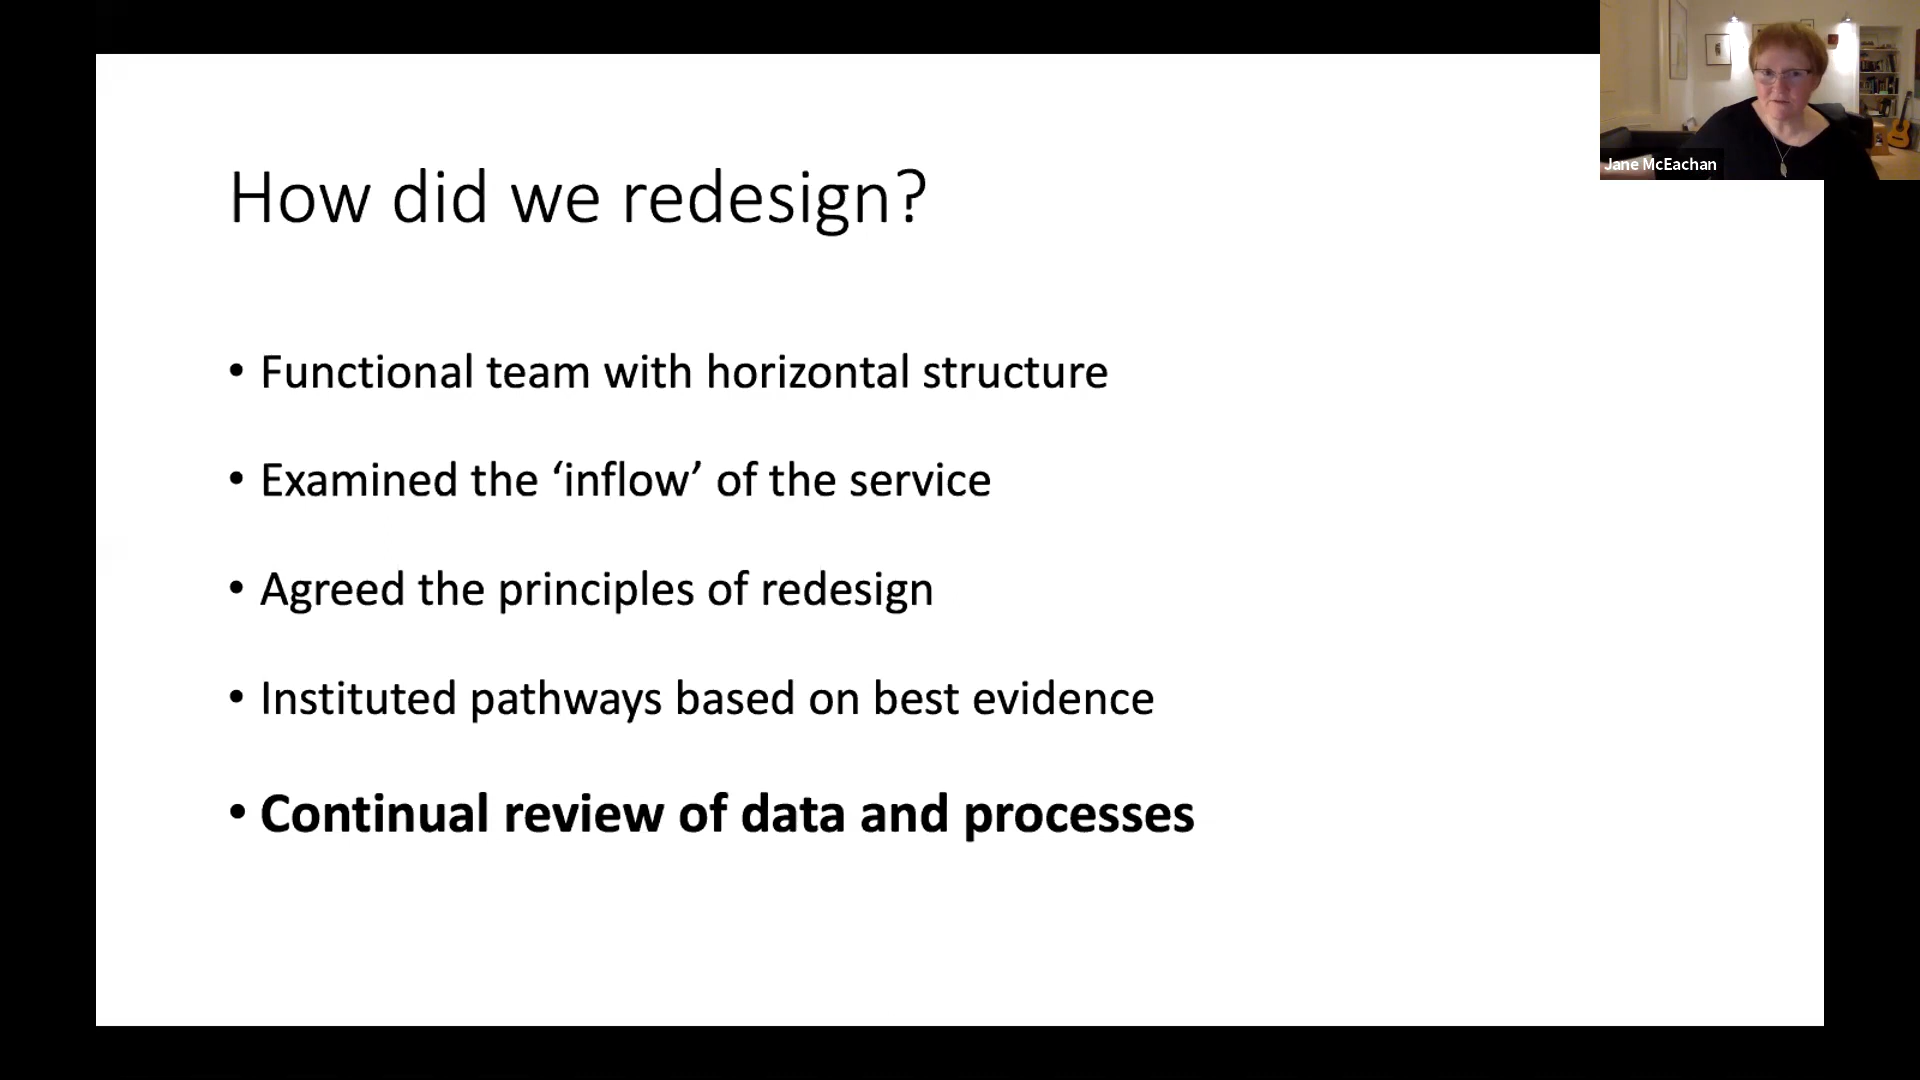 How did we redesign?
• Functional team with horizontal structure
• Examined the ‘inflow’ of the service
• Agreed the principles of redesign
• Instituted pathways based on best evidence
• Continual review of data and processes
Jane McEachan